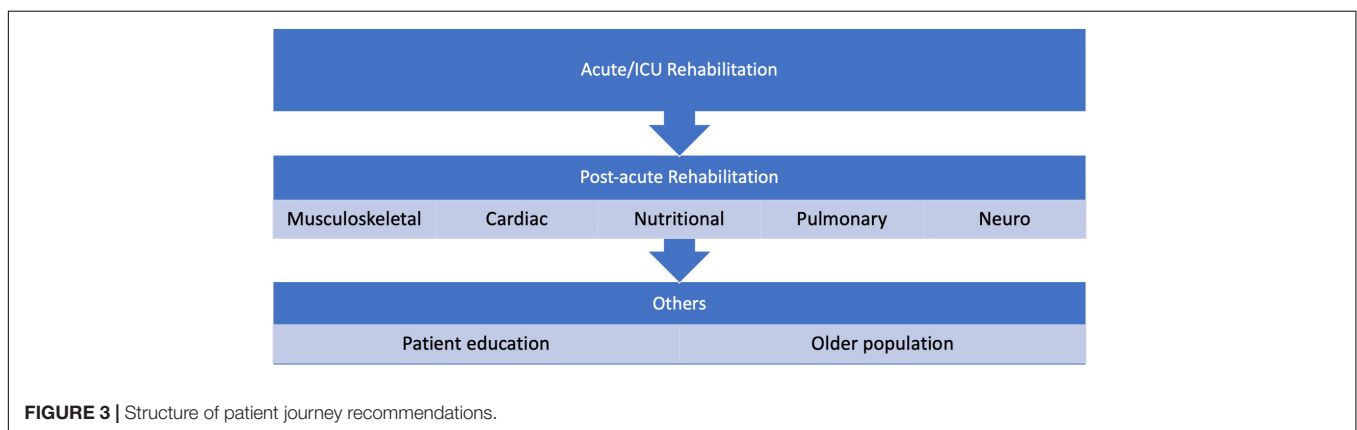 Acute/ICU Rehabilitation
Post-acute Rehabilitation
Musculoskeletal Cardiac Nutritional Pulmonary Neuro
Others
Patient education Older population
FIGURE 3 | Structure of patient journey recommendations.